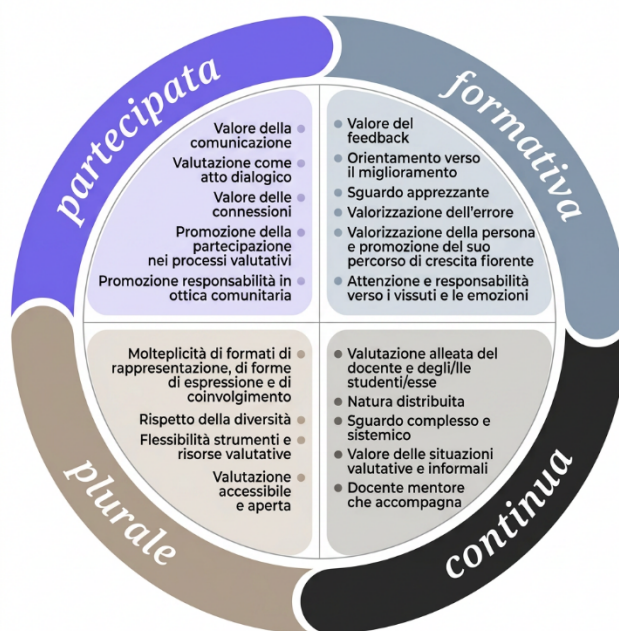 partecipata
Valore della
comunicazione
Valutazione come
atto dialogico
Valore delle
connessioni
Promozione della
partecipazione
nei processi valutativi
Promozione responsabilità in
ottica comunitaria
formativa
Valore del
feedback
Orientamento verso
il miglioramento
Sguardo apprezzante
Valorizzazione dell'errore
Valorizzazione della persona
e promozione del suo
percorso di crescita fiorente
Attenzione e responsabilità
verso i vissuti e le emozioni
plurale
Molteplicità di formati di
rappresentazione, di forme
di espressione e di
coinvolgimento
Rispetto della diversità
Flessibilità strumenti e
risorse valutative
Valutazione
accessibile
e aperta
continua
Valutazione alleata del
docente e degli/lle
studenti/esse
Natura distribuita
Sguardo complesso e
sistemico
Valore delle situazioni
valutative e informali
Docente mentore
che accompagna